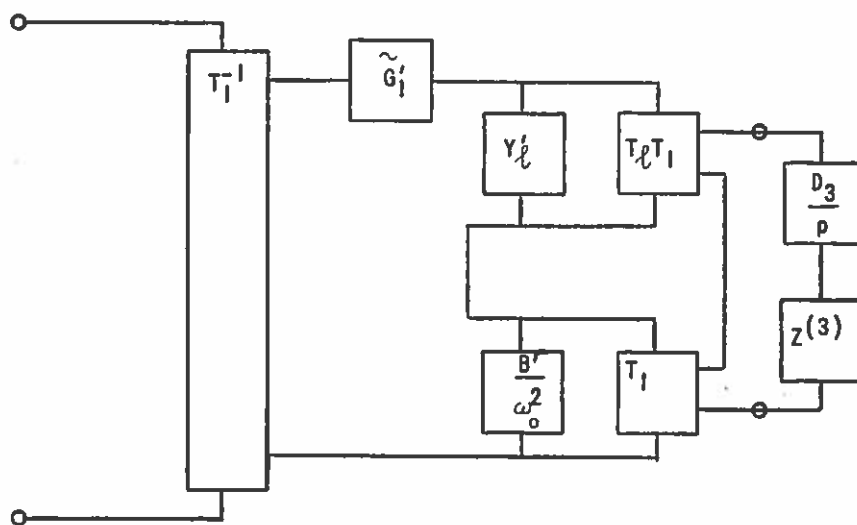 T₁⁻¹
G̃₁′
Y′ℓ
TℓT₁
D₃/p
Z⁽³⁾
B′/ω₀²
T₁